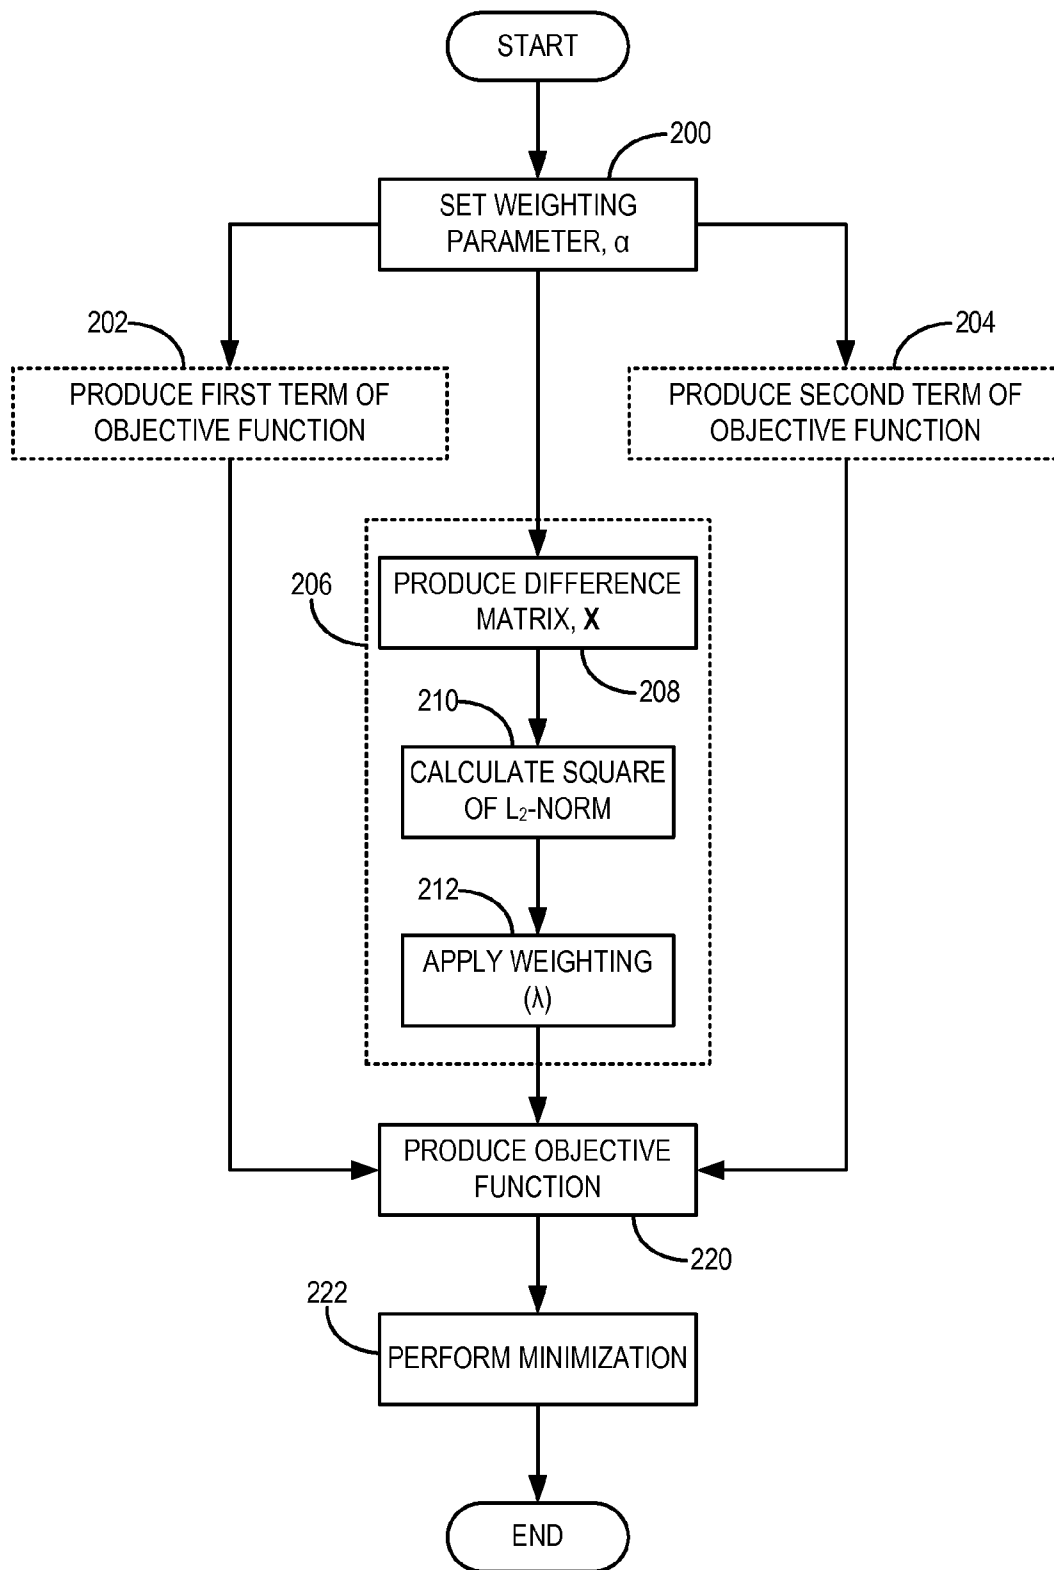 START
200
SET WEIGHTING
PARAMETER, α
202
204
PRODUCE FIRST TERM OF
OBJECTIVE FUNCTION
PRODUCE SECOND TERM OF
OBJECTIVE FUNCTION
206
PRODUCE DIFFERENCE
MATRIX, X
208
210
CALCULATE SQUARE
OF L₂-NORM
212
APPLY WEIGHTING
(λ)
PRODUCE OBJECTIVE
FUNCTION
220
222
PERFORM MINIMIZATION
END